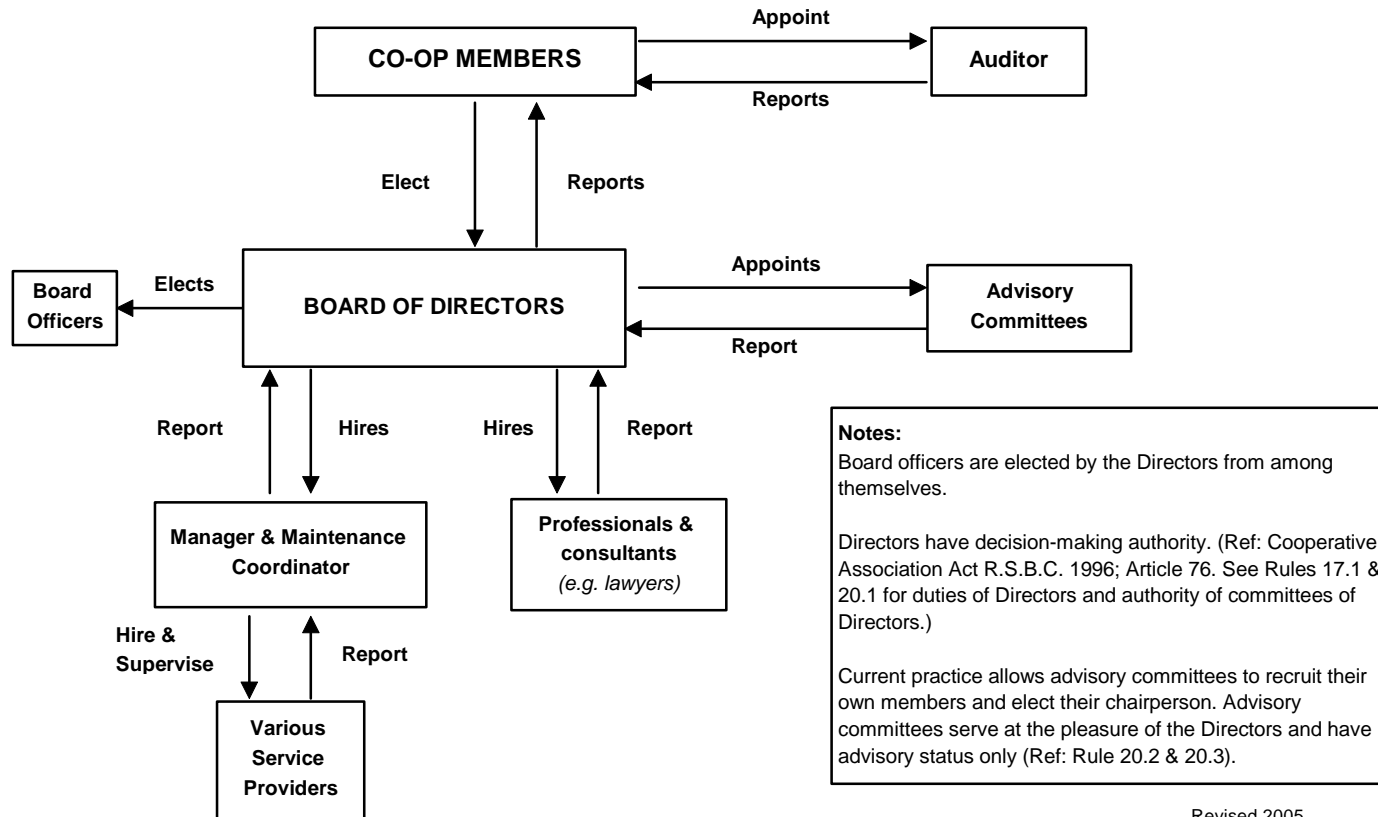 Appoint
CO-OP MEMBERS
Auditor
Reports
Elect
Reports
Board
Officers
Elects
BOARD OF DIRECTORS
Appoints
Advisory
Committees
Report
Report
Hires
Hires
Report
Manager & Maintenance
Coordinator
Professionals &
consultants
(e.g. lawyers)
Hire &
Supervise
Report
Various
Service
Providers
Notes:
Board officers are elected by the Directors from among
themselves.
Directors have decision-making authority. (Ref: Cooperative
Association Act R.S.B.C. 1996; Article 76. See Rules 17.1 &
20.1 for duties of Directors and authority of committees of
Directors.)
Current practice allows advisory committees to recruit their
own members and elect their chairperson. Advisory
committees serve at the pleasure of the Directors and have
advisory status only (Ref: Rule 20.2 & 20.3).
Revised 2005